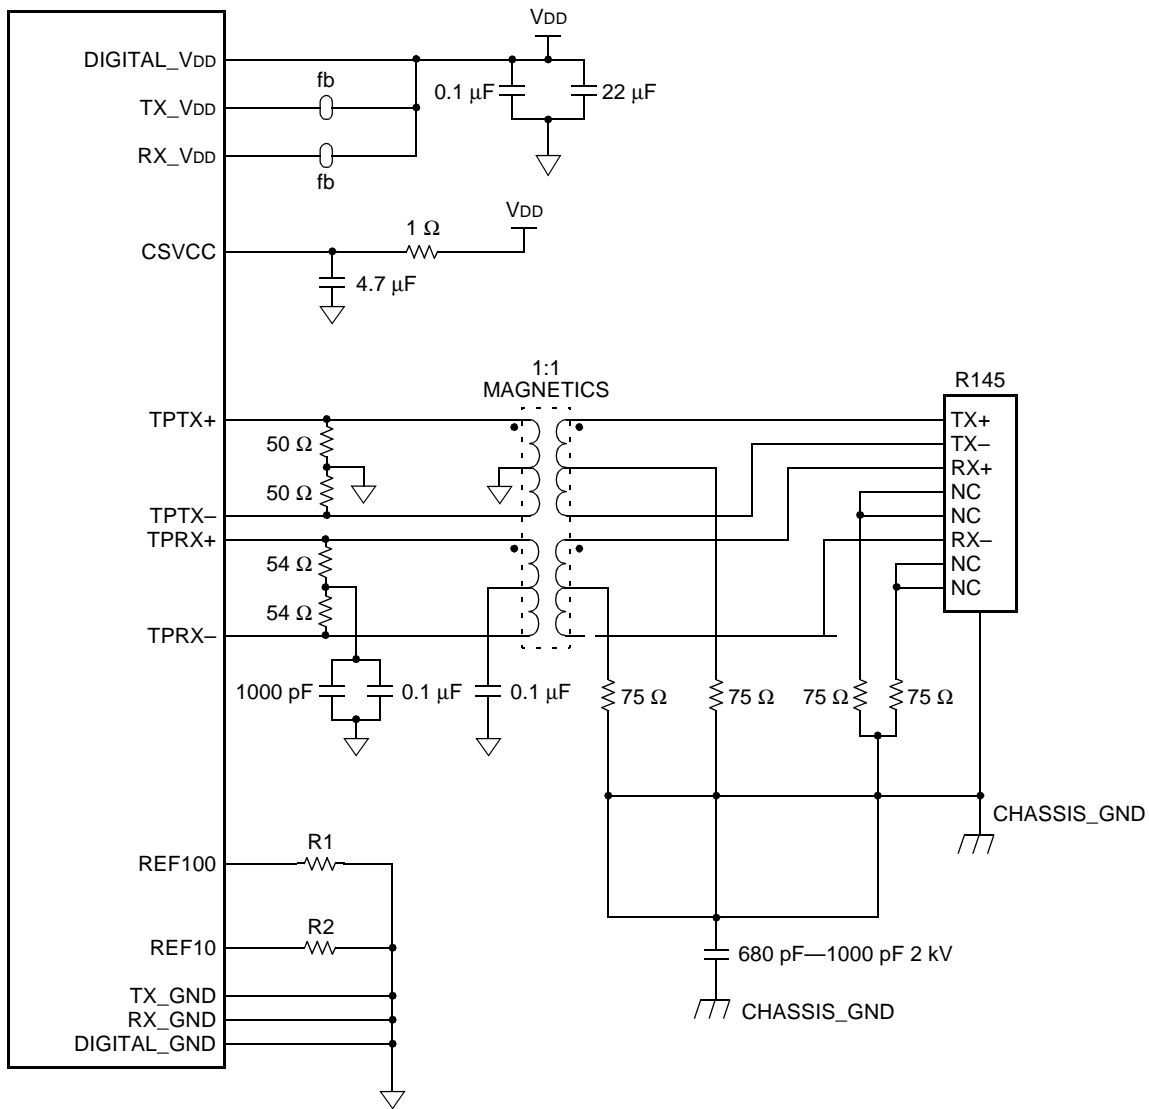 VDD
DIGITAL_VDD
fb
0.1 μF
22 μF
TX_VDD
RX_VDD
fb
VDD
1 Ω
CSVCC
4.7 μF
1:1
MAGNETICS
R145
TPTX+
TX+
50 Ω
TX–
RX+
50 Ω
NC
TPTX–
NC
TPRX+
RX–
54 Ω
NC
54 Ω
NC
TPRX–
1000 pF
0.1 μF
0.1 μF
75 Ω
75 Ω
75 Ω
75 Ω
CHASSIS_GND
R1
REF100
R2
REF10
680 pF—1000 pF 2 kV
TX_GND
CHASSIS_GND
RX_GND
DIGITAL_GND